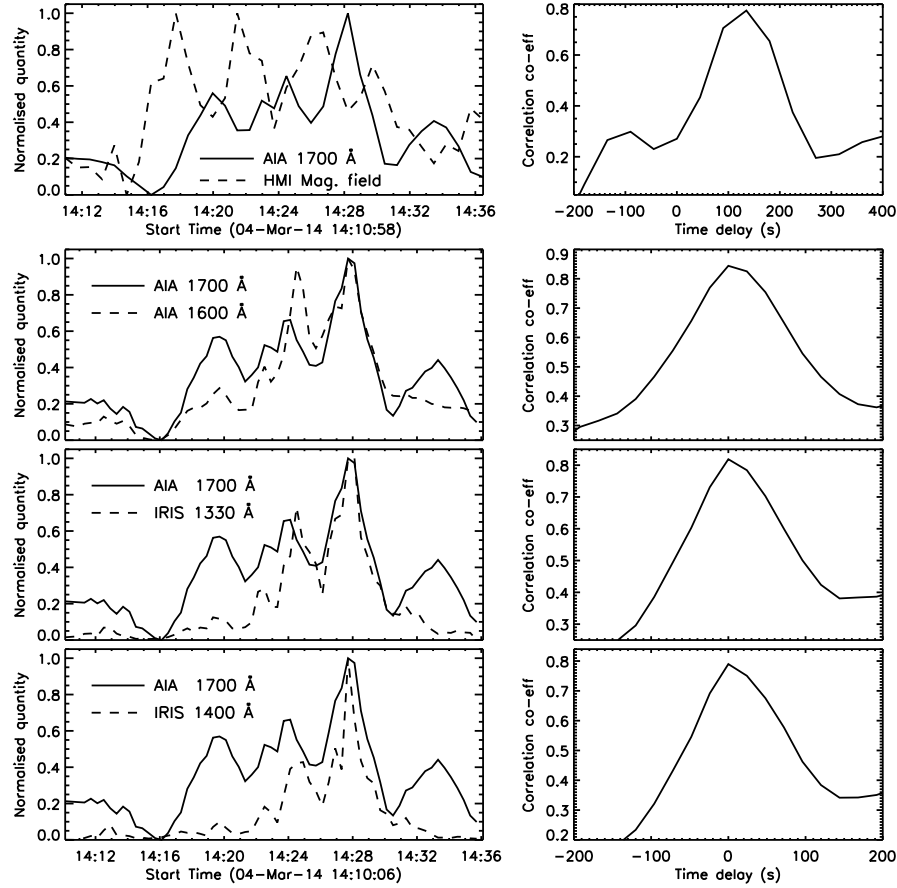 Normalised quantity
1.0
0.8
0.6
0.4
0.2
0.0
AIA 1700 Å
HMI Mag. field
14:12 14:16 14:20 14:24 14:28 14:32 14:36
Start Time (04-Mar-14 14:10:58)
Correlation co-eff
0.8
0.6
0.4
0.2
-200 -100 0 100 200 300 400
Time delay (s)
Normalised quantity
1.0
0.8
0.6
0.4
0.2
0.0
AIA 1700 Å
AIA 1600 Å
Correlation co-eff
0.9
0.8
0.7
0.6
0.5
0.4
0.3
Normalised quantity
1.0
0.8
0.6
0.4
0.2
0.0
AIA 1700 Å
IRIS 1330 Å
Correlation co-eff
0.8
0.7
0.6
0.5
0.4
0.3
Normalised quantity
1.0
0.8
0.6
0.4
0.2
0.0
AIA 1700 Å
IRIS 1400 Å
14:12 14:16 14:20 14:24 14:28 14:32 14:36
Start Time (04-Mar-14 14:10:06)
Correlation co-eff
0.8
0.7
0.6
0.5
0.4
0.3
0.2
-200 -100 0 100 200
Time delay (s)